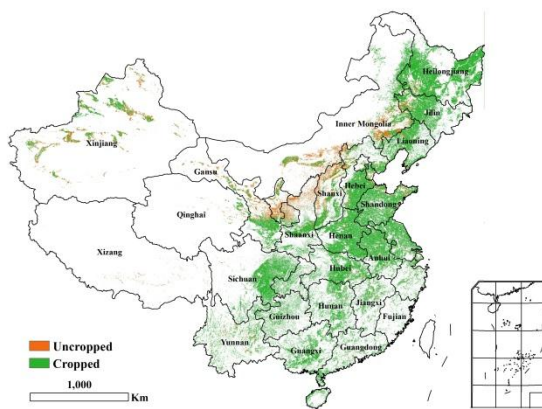 Heilongjiang
Jilin
Inner Mongolia
Liaoning
Xinjiang
Gansu
Hebei
Shanxi
Shandong
Qinghai
Shaanxi
Henan
Xizang
Anhui
Sichuan
Hubei
Hunan
Jiangxi
Guizhou
Fujian
Yunnan
Guangxi
Guangdong
Uncropped
Cropped
1,000
Km